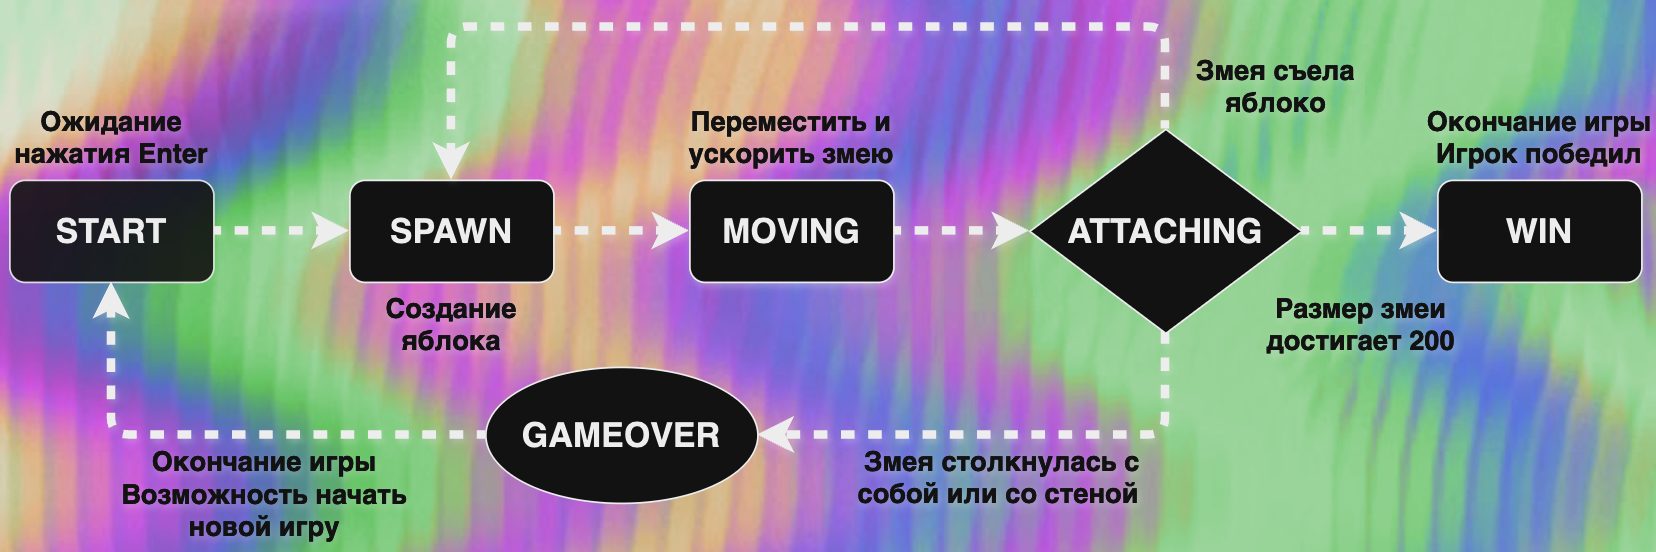 Змея съела
яблоко
Ожидание
нажатия Enter
Переместить и
ускорить змею
Окончание игры
Игрок победил
START
SPAWN
MOVING
ATTACHING
WIN
Создание
яблока
Размер змеи
достигает 200
GAMEOVER
Окончание игры
Возможность начать
новой игру
Змея столкнулась с
собой или со стеной